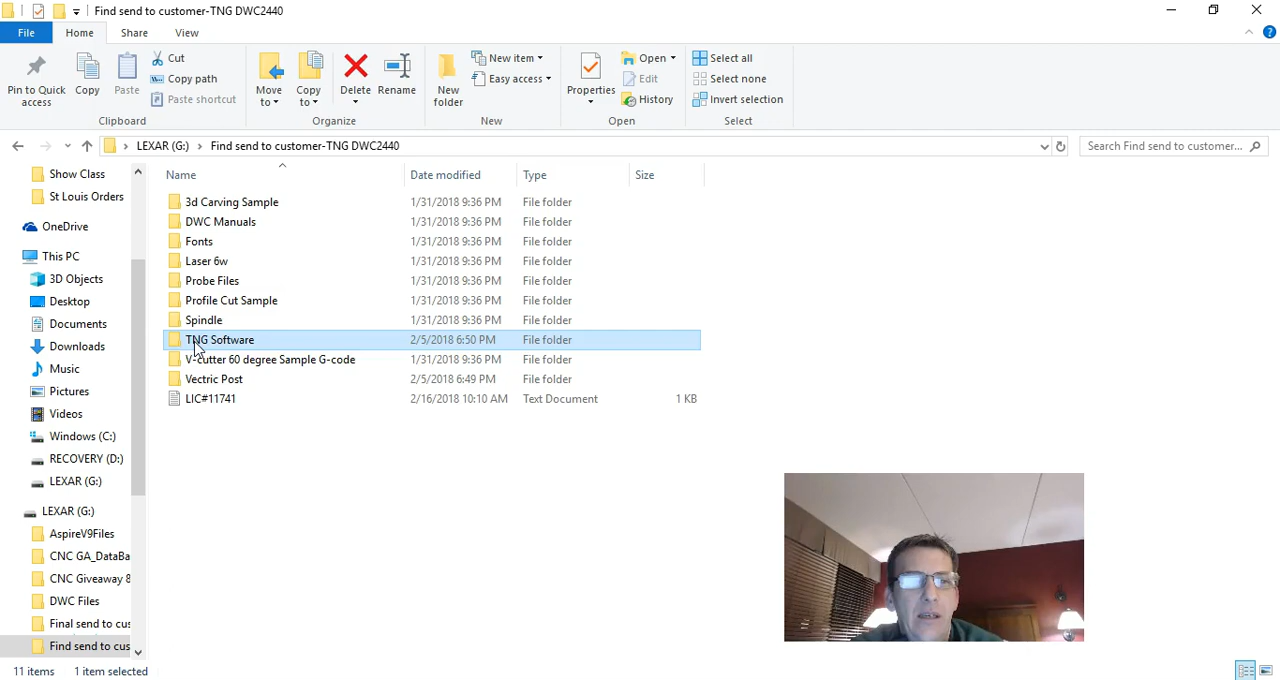 Find send to customer-TNG DWC2440
File
Home
Share
View
Pin to Quick access
Copy
Paste
Cut
Copy path
Paste shortcut
Clipboard
Move to
Copy to
Delete
Rename
Organize
New folder
New item
Easy access
New
Properties
Open
Edit
History
Open
Select all
Select none
Invert selection
Select
LEXAR (G:) › Find send to customer-TNG DWC2440
Search Find send to customer...
Show Class
St Louis Orders
OneDrive
This PC
3D Objects
Desktop
Documents
Downloads
Music
Pictures
Videos
Windows (C:)
RECOVERY (D:)
LEXAR (G:)
LEXAR (G:)
AspireV9Files
CNC GA_DataBa
CNC Giveaway 8
DWC Files
Final send to cus
Find send to cus
Name Date modified Type Size
3d Carving Sample 1/31/2018 9:36 PM File folder
DWC Manuals 1/31/2018 9:36 PM File folder
Fonts 1/31/2018 9:36 PM File folder
Laser 6w 1/31/2018 9:36 PM File folder
Probe Files 1/31/2018 9:36 PM File folder
Profile Cut Sample 1/31/2018 9:36 PM File folder
Spindle 1/31/2018 9:36 PM File folder
TNG Software 2/5/2018 6:50 PM File folder
V-cutter 60 degree Sample G-code 1/31/2018 9:36 PM File folder
Vectric Post 2/5/2018 6:49 PM File folder
LIC#11741 2/16/2018 10:10 AM Text Document 1 KB
11 items 1 item selected